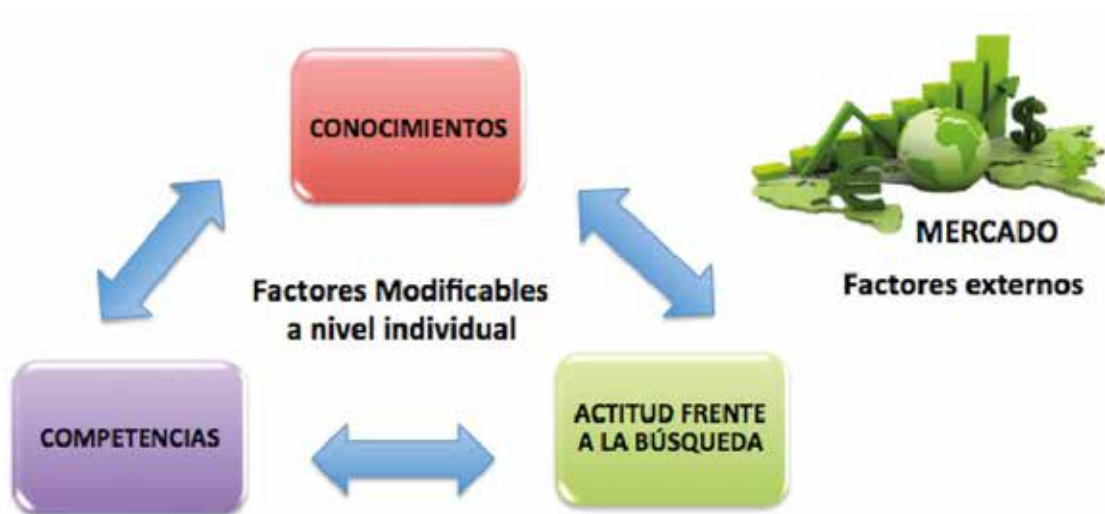 CONOCIMIENTOS
MERCADO
Factores externos
Factores Modificables
a nivel individual
COMPETENCIAS
ACTITUD FRENTE
A LA BÚSQUEDA